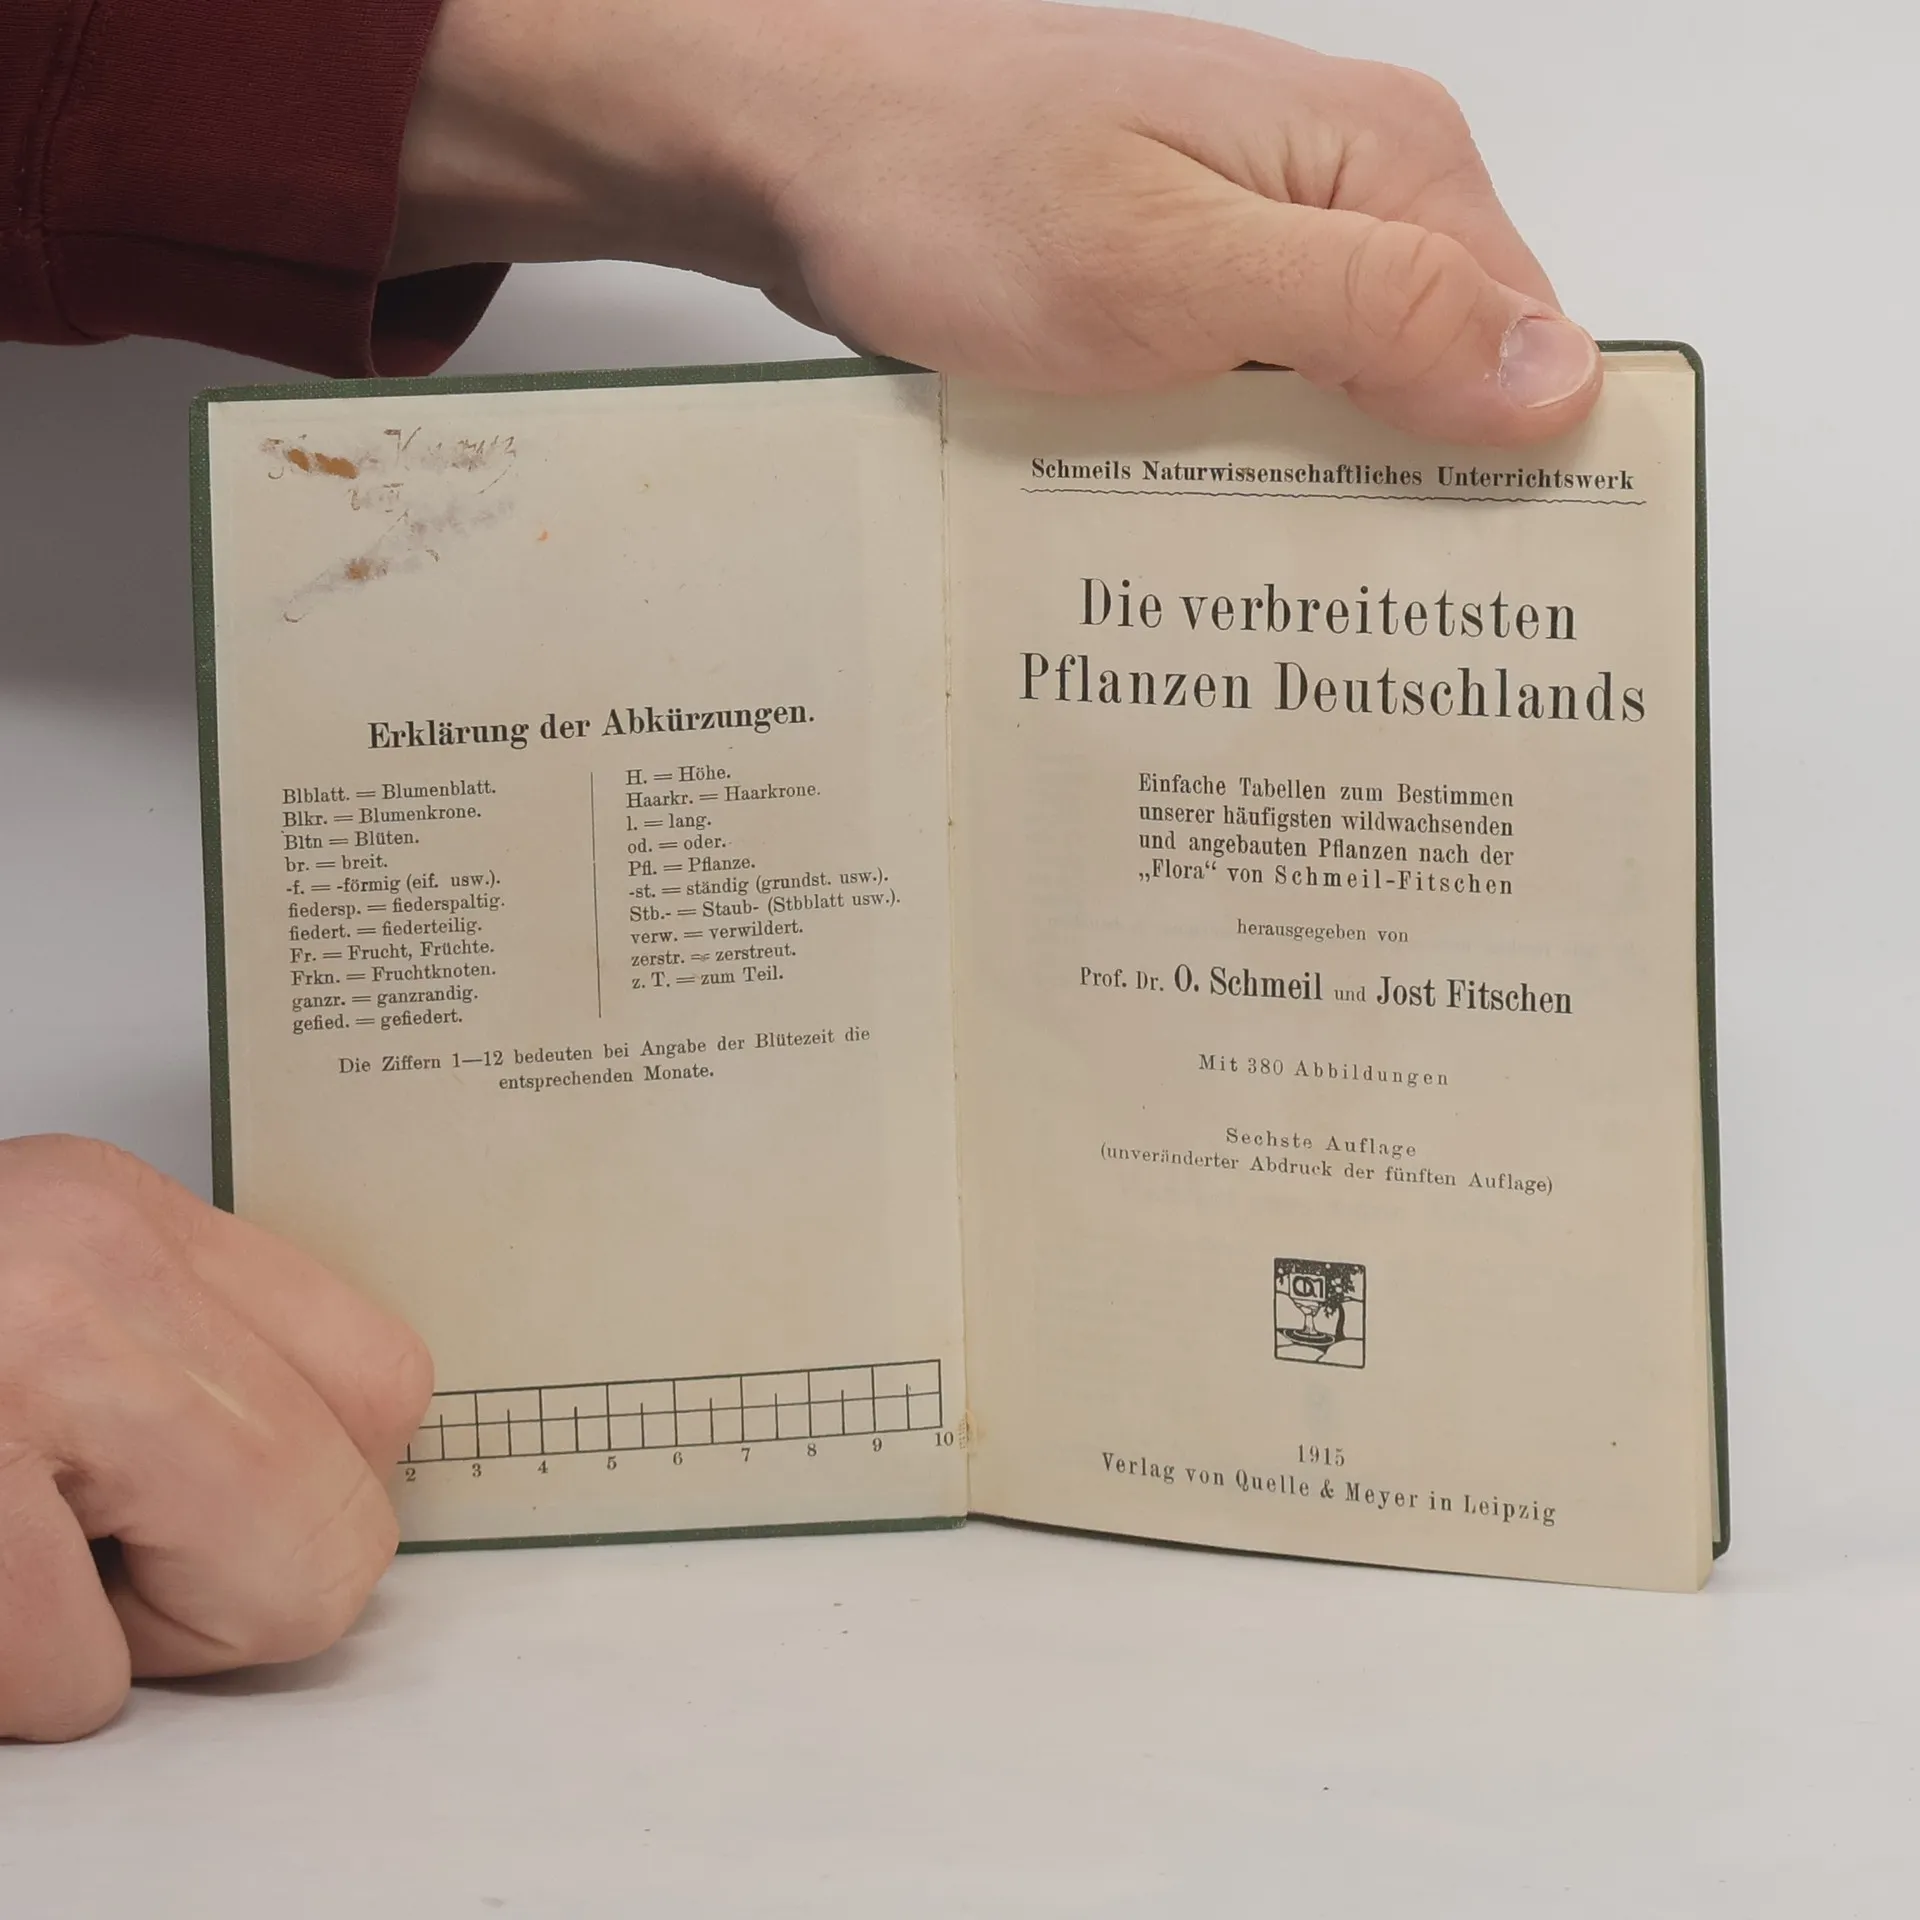 Erklärung der Abkürzungen.
Blblatt. = Blumenblatt.
Blkr. = Blumenkrone.
Bltn = Blüten.
br. = breit.
-f. = -förmig (eif. usw.).
fiedersp. = fiederspaltig.
fiedert. = fiederteilig.
Fr. = Frucht, Früchte.
Frkn. = Fruchtknoten.
ganzr. = ganzrandig.
gefied. = gefiedert.
H. = Höhe.
Haarkr. = Haarkrone.
l. = lang.
od. = oder.
Pfl. = Pflanze.
-st. = ständig (grundst. usw.).
Stb.- = Staub- (Stbblatt usw.).
verw. = verwildert.
zerstr. = zerstreut.
z. T. = zum Teil.
Die Ziffern 1—12 bedeuten bei Angabe der Blütezeit die
entsprechenden Monate.
2 3 4 5 6 7 8 9 10
Schmeils Naturwissenschaftliches Unterrichtswerk
Die verbreitetsten
Pflanzen Deutschlands
Einfache Tabellen zum Bestimmen
unserer häufigsten wildwachsenden
und angebauten Pflanzen nach der
„Flora“ von Schmeil-Fitschen
herausgegeben von
Prof. Dr. O. Schmeil und Jost Fitschen
Mit 380 Abbildungen
Sechste Auflage
(unveränderter Abdruck der fünften Auflage)
1915
Verlag von Quelle & Meyer in Leipzig